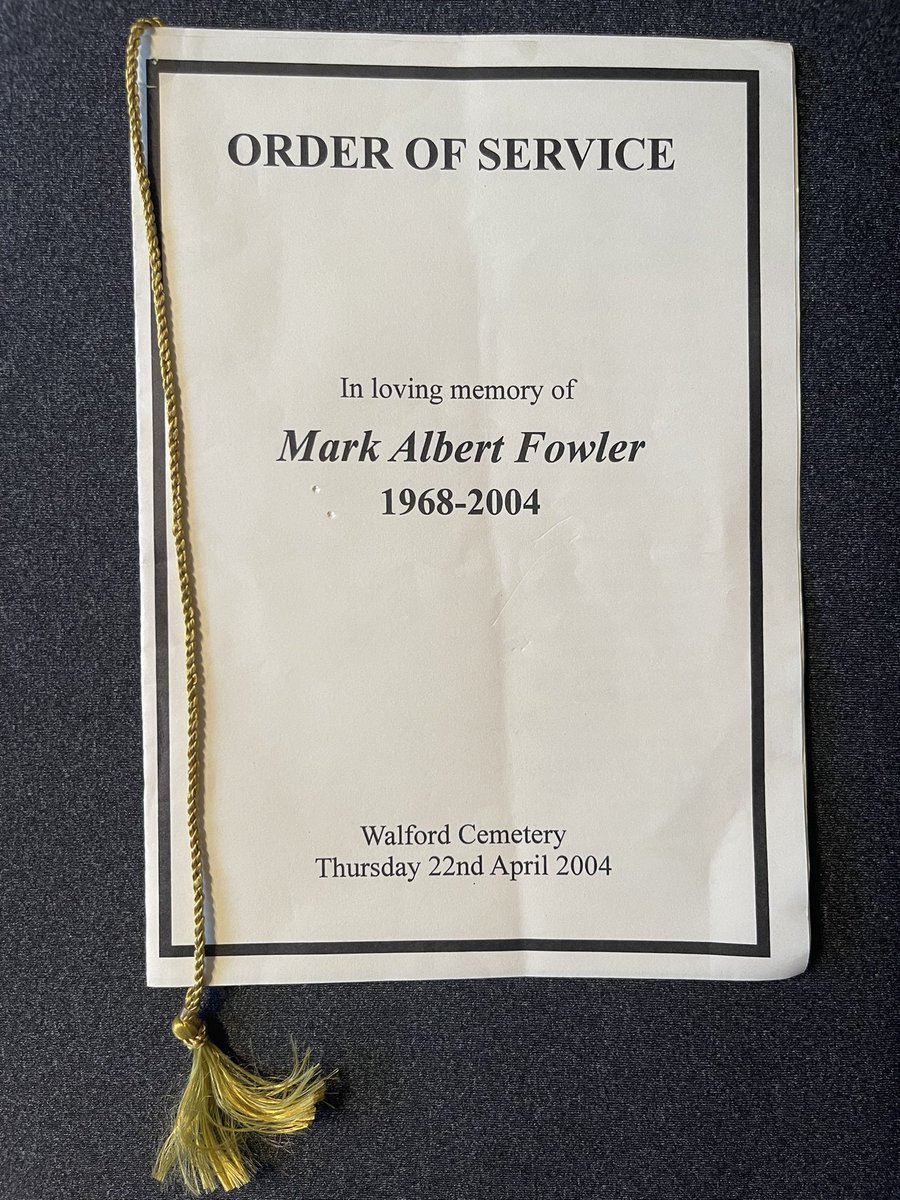 ORDER OF SERVICE
In loving memory of
Mark Albert Fowler
1968-2004
Walford Cemetery
Thursday 22nd April 2004